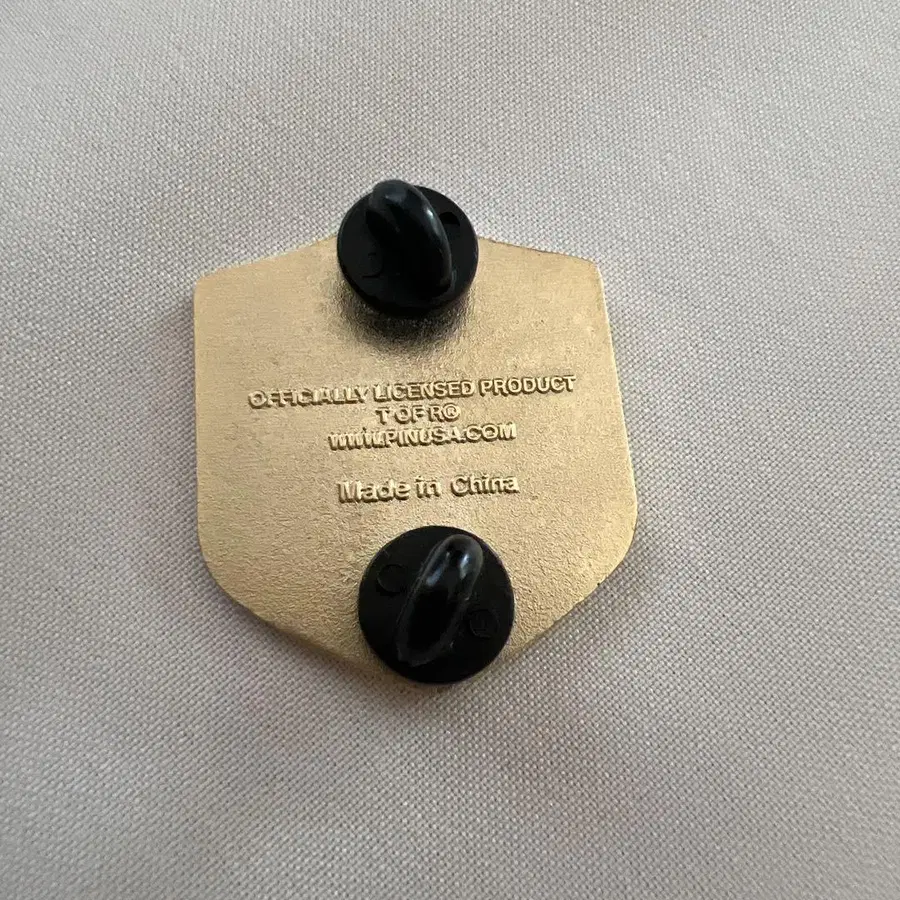 OFFICIALLY LICENSED PRODUCT
T OF R®
WWW.PINUSA.COM
Made in China